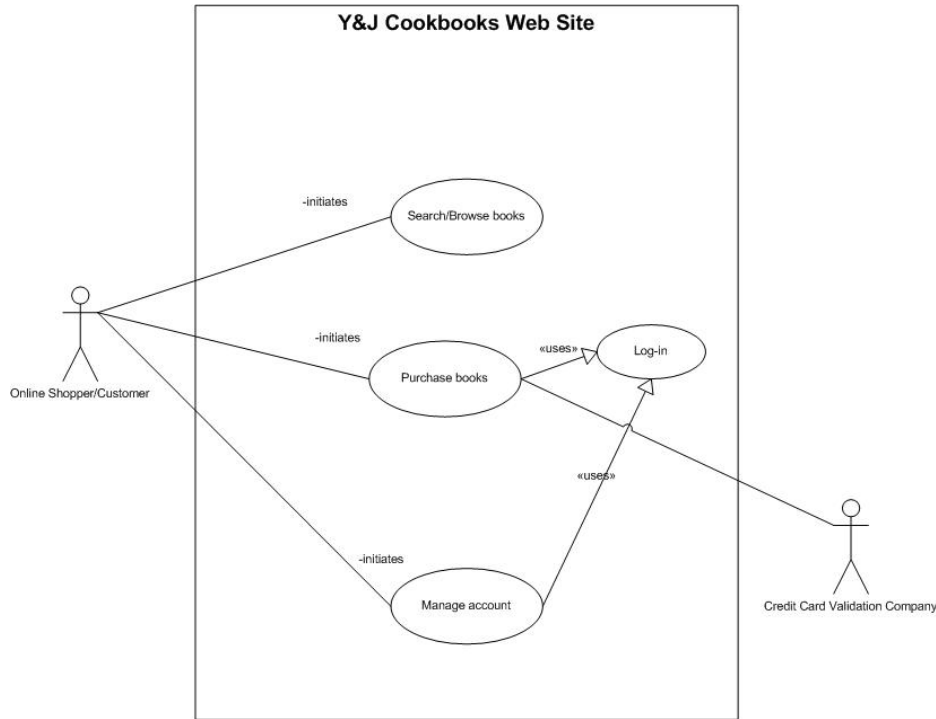 Y&J Cookbooks Web Site
-initiates
Search/Browse books
-initiates
«uses»
Log-in
Purchase books
Online Shopper/Customer
«uses»
-initiates
Manage account
Credit Card Validation Company